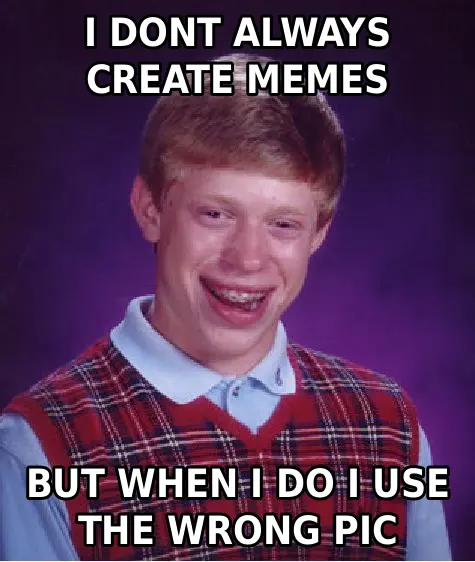 I DONT ALWAYS
CREATE MEMES
BUT WHEN I DO I USE
THE WRONG PIC